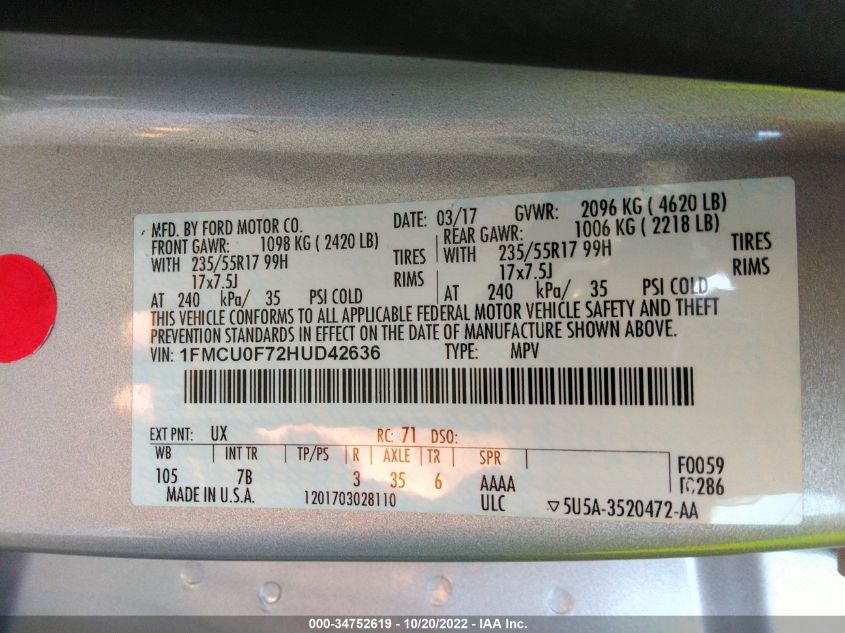 MFD. BY FORD MOTOR CO. DATE: 03/17 GVWR: 2096 KG ( 4620 LB)
FRONT GAWR: 1098 KG ( 2420 LB) REAR GAWR: 1006 KG ( 2218 LB)
WITH 235/55R17 99H TIRES WITH 235/55R17 99H TIRES
17x7.5J RIMS 17x7.5J RIMS
AT 240 kPa/ 35 PSI COLD AT 240 kPa/ 35 PSI COLD
THIS VEHICLE CONFORMS TO ALL APPLICABLE FEDERAL MOTOR VEHICLE SAFETY AND THEFT
PREVENTION STANDARDS IN EFFECT ON THE DATE OF MANUFACTURE SHOWN ABOVE.
VIN: 1FMCU0F72HUD42636 TYPE: MPV
EXT PNT: UX RC: 71 DSO:
WB INT TR TP/PS R AXLE TR SPR F0059
105 7B 3 35 6 AAAA
MADE IN U.S.A. 1201703028110 ULC ▽5U5A-3520472-AA
000-34752619 - 10/20/2022 - IAA Inc.